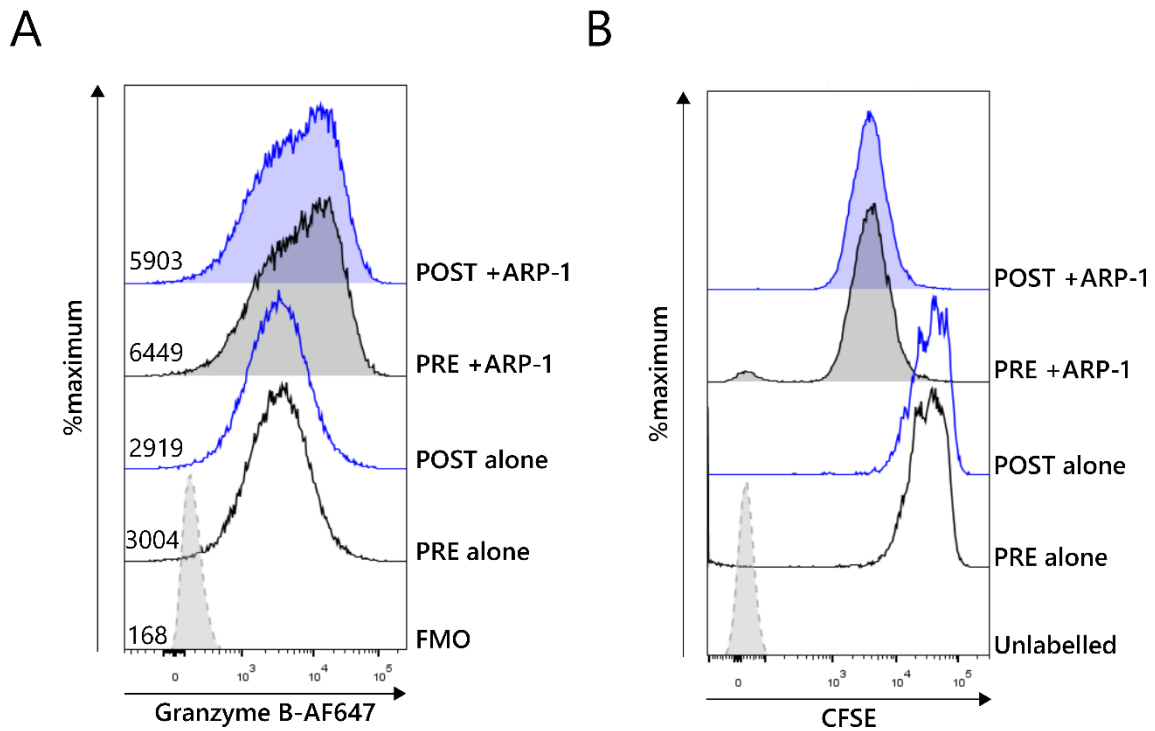 A
%maximum
5903
POST +ARP-1
6449
PRE +ARP-1
2919
POST alone
3004
PRE alone
168
FMO
0 10³ 10⁴ 10⁵
Granzyme B-AF647
B
%maximum
POST +ARP-1
PRE +ARP-1
POST alone
PRE alone
Unlabelled
0 10³ 10⁴ 10⁵
CFSE